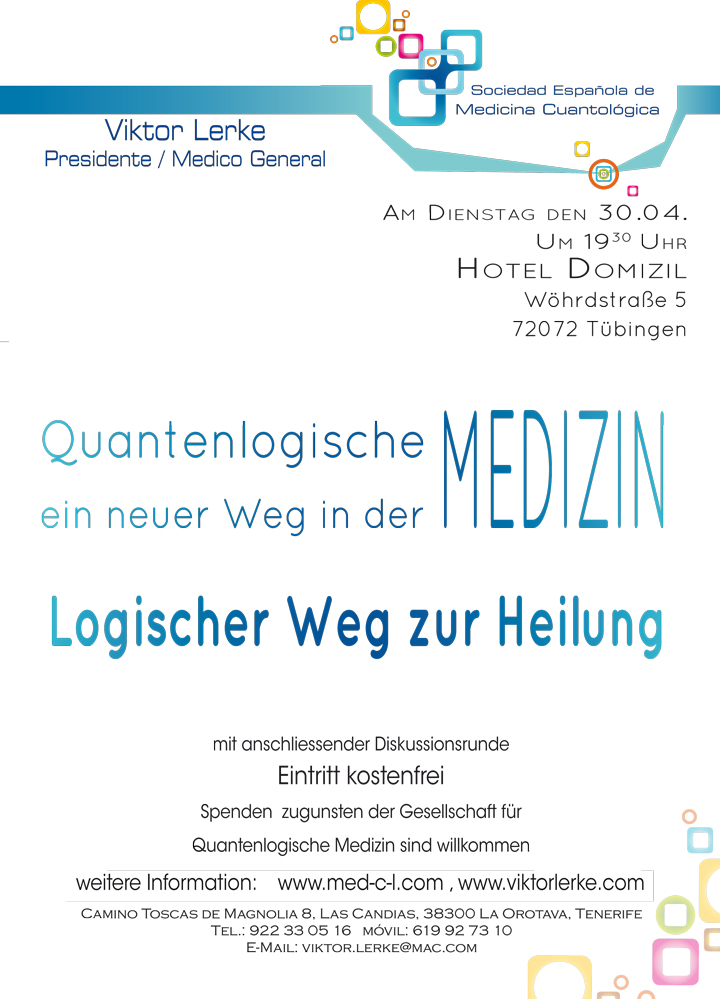 Sociedad Española de
Medicina Cuantológica
Viktor Lerke
Presidente / Medico General
Am Dienstag den 30.04.
Um 19³⁰ Uhr
Hotel Domizil
Wöhrdstraße 5
72072 Tübingen
Quantenlogische MEDIZIN
ein neuer Weg in der
Logischer Weg zur Heilung
mit anschliessender Diskussionsrunde
Eintritt kostenfrei
Spenden zugunsten der Gesellschaft für
Quantenlogische Medizin sind willkommen
weitere Information: www.med-c-l.com , www.viktorlerke.com
Camino Toscas de Magnolia 8, Las Candias, 38300 La Orotava, Tenerife
Tel.: 922 33 05 16 móvil: 619 92 73 10
E-Mail: viktor.lerke@mac.com